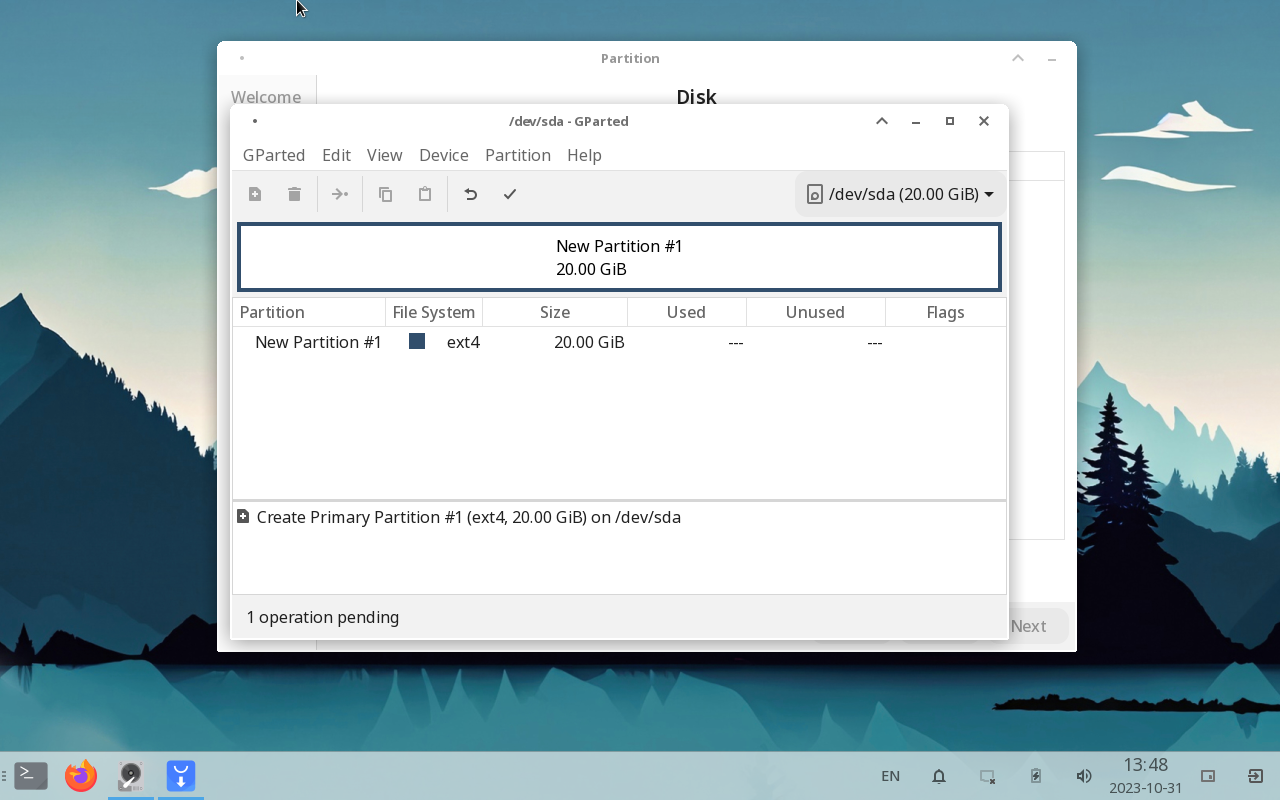 Partition
Welcome
Disk
/dev/sda - GParted
GParted Edit View Device Partition Help
/dev/sda (20.00 GiB)
New Partition #1
20.00 GiB
Partition File System Size Used Unused Flags
New Partition #1 ext4 20.00 GiB --- ---
Create Primary Partition #1 (ext4, 20.00 GiB) on /dev/sda
1 operation pending
Next
EN
13:48
2023-10-31